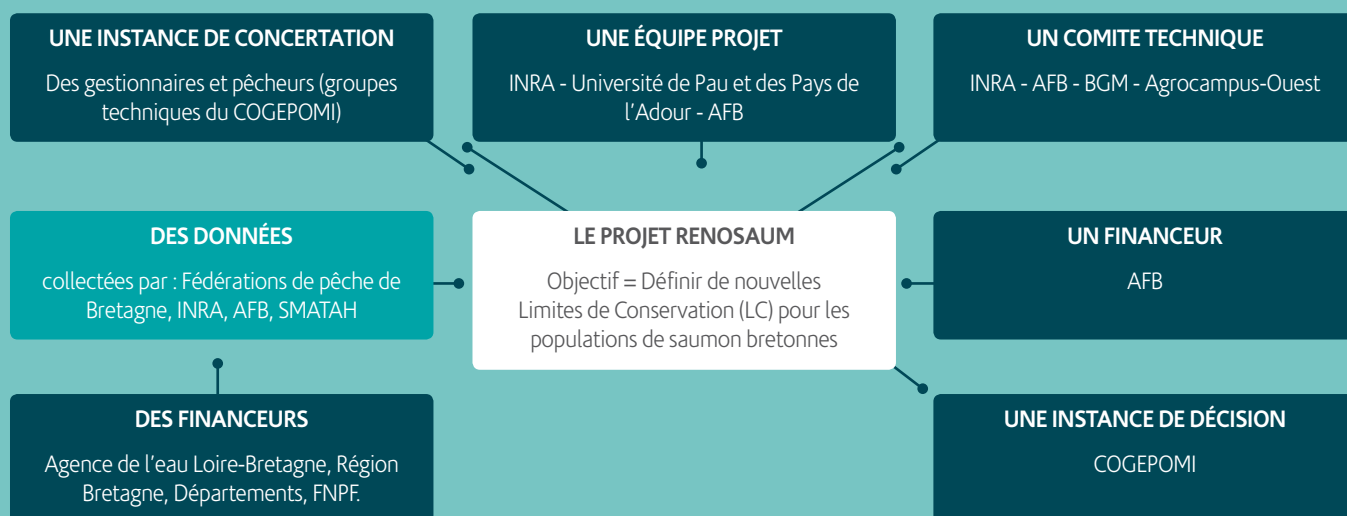 UNE INSTANCE DE CONCERTATION
Des gestionnaires et pêcheurs (groupes
techniques du COGEPOMI)
UNE ÉQUIPE PROJET
INRA - Université de Pau et des Pays de
l'Adour - AFB
UN COMITE TECHNIQUE
INRA - AFB - BGM - Agrocampus-Ouest
DES DONNÉES
collectées par : Fédérations de pêche de
Bretagne, INRA, AFB, SMATAH
LE PROJET RENOSAUM
Objectif = Définir de nouvelles
Limites de Conservation (LC) pour les
populations de saumon bretonnes
UN FINANCEUR
AFB
DES FINANCEURS
Agence de l'eau Loire-Bretagne, Région
Bretagne, Départements, FNPF.
UNE INSTANCE DE DÉCISION
COGEPOMI